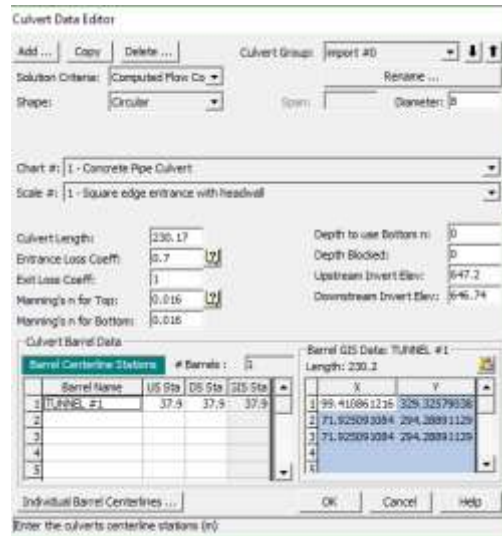 Culvert Data Editor
Add ... Copy Delete ... Culvert Group: import #0
Solution Criteria: Computed Flow Co Rename ...
Shape: Circular Span: Diameter: 8
Chart #: 1 - Concrete Pipe Culvert
Scale #: 1 - Square edge entrance with headwall
Culvert Length: 230.17 Depth to use Bottom n: 0
Entrance Loss Coeff: 0.7 Depth Blocked: 0
Exit Loss Coeff: 1 Upstream Invert Elev: 647.2
Manning's n for Top: 0.016 Downstream Invert Elev: 646.74
Manning's n for Bottom: 0.016
Culvert Barrel Data Barrel GIS Data: TUNNEL #1
Barrel Centerline Stations # Barrels : 1 Length: 230.2
Barrel Name US Sta DS Sta GIS Sta X Y
1 TUNNEL #1 37.9 37.9 37.9 1
2 2 71.925093084 294.28891129
3 3 71.925093084 294.28891129
4 4
5 5
Individual Barrel Centerlines ... OK Cancel Help
Enter the culverts centerline stations (m)